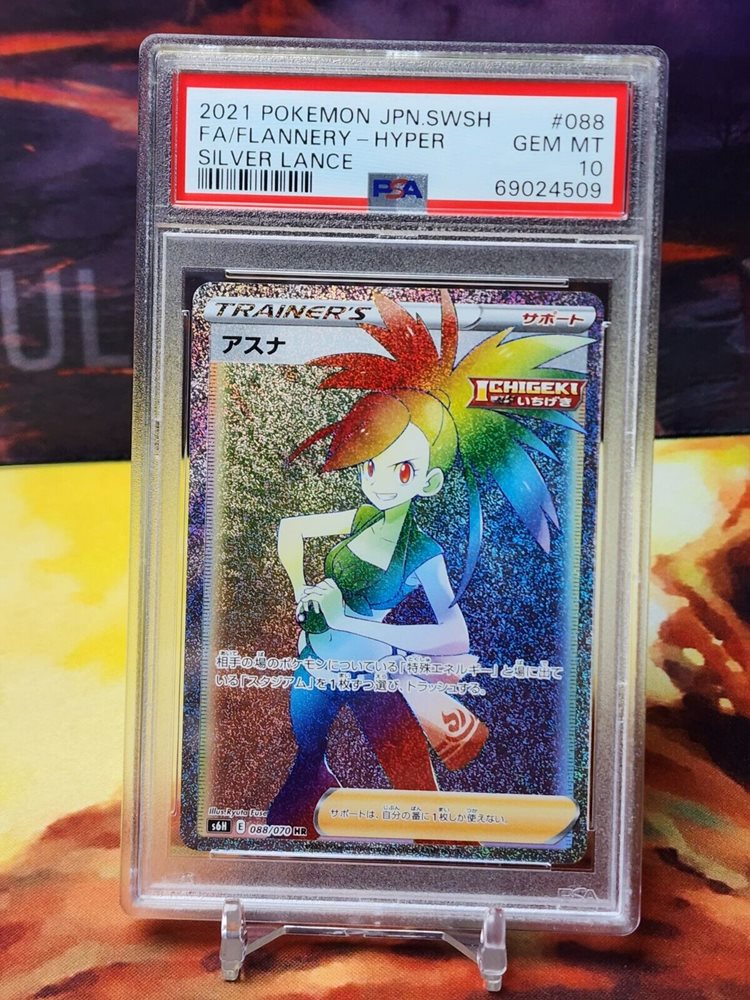 2021 POKEMON JPN.SWSH #088
FA/FLANNERY-HYPER GEM MT
SILVER LANCE 10
PSA 69024509
UL
TRAINER'S サポート
アスナ
ICHIGEKI
いちげき
相手の場のポケモンについている「特殊エネルギー」と場に出て
いる「スタジアム」を1枚ずつ選び、トラッシュする。
サポートは、自分の番に1枚しか使えない。
Illus. Ryuta Fuse
s6H E 088/070 HR
PSA